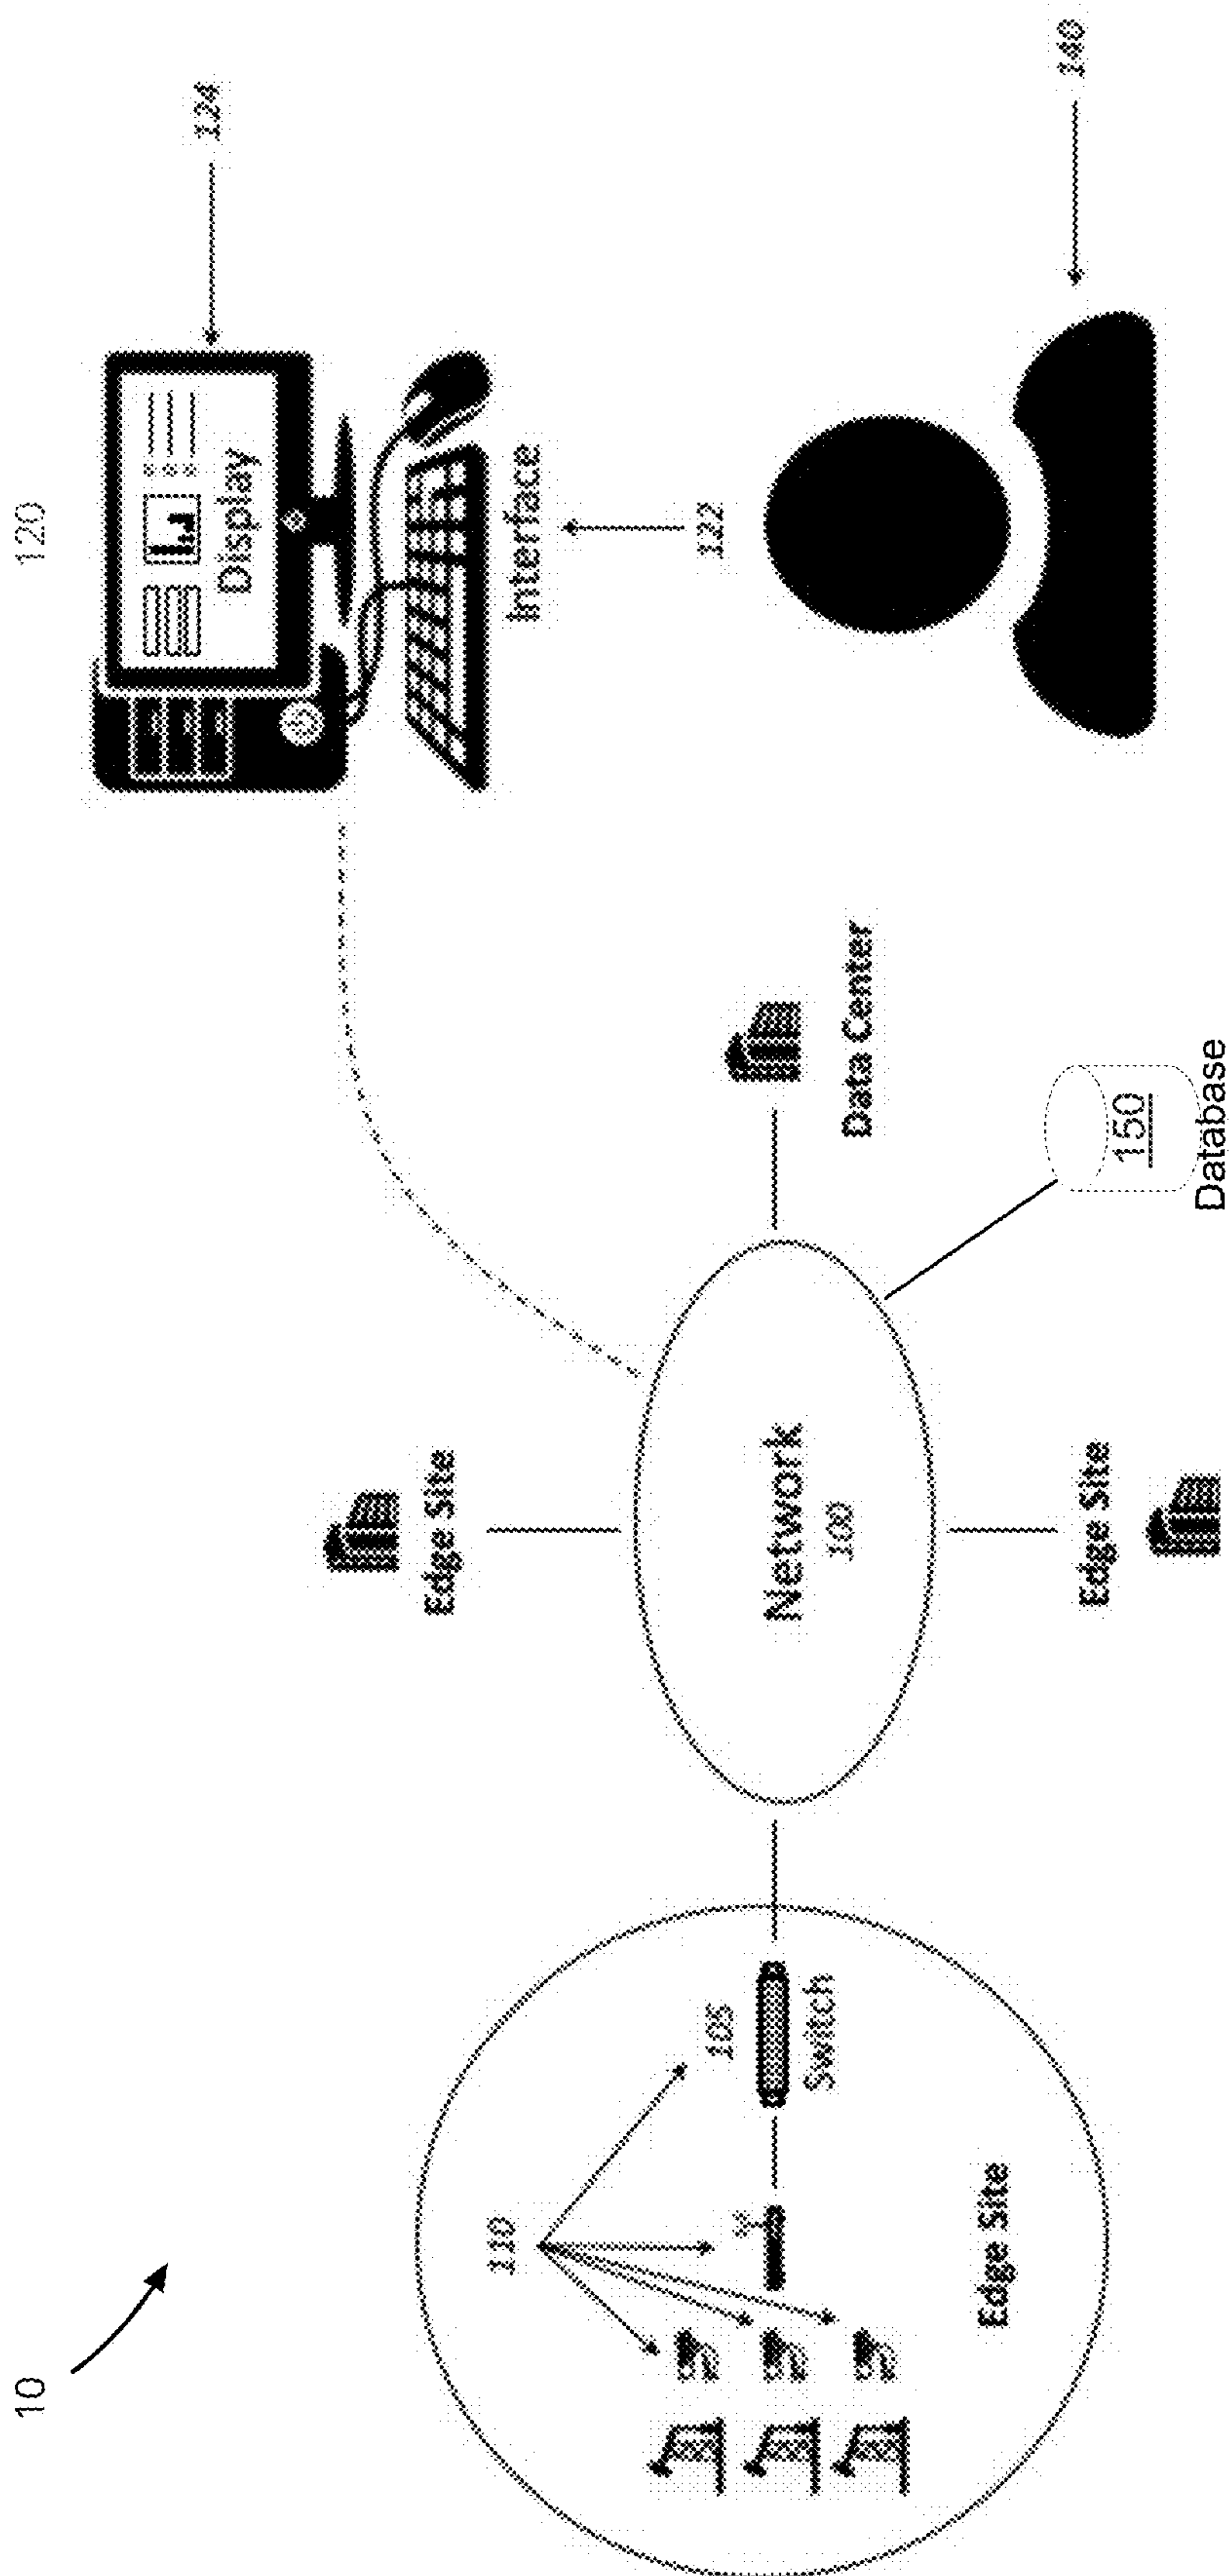 10
120
124
Display
Interface
122
140
Edge Site
Network
100
Data Center
150
Database
Edge Site
110
105
Switch
Edge Site